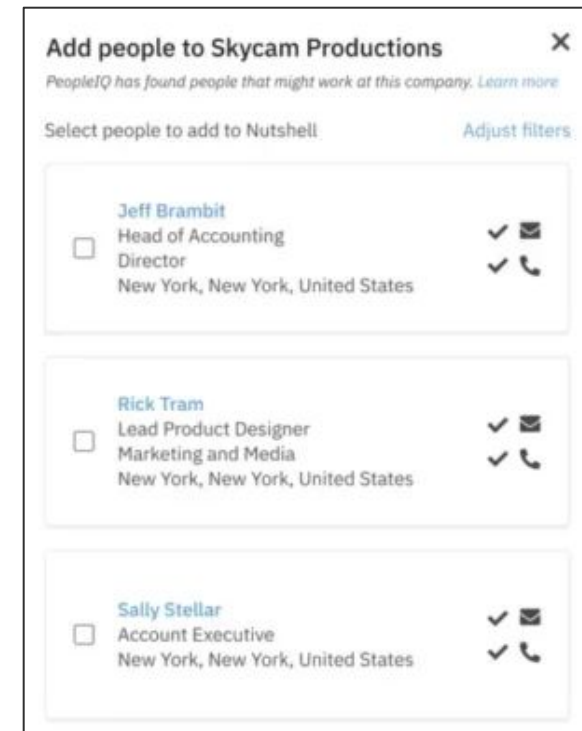 Add people to Skycam Productions
PeopleIQ has found people that might work at this company. Learn more
Select people to add to Nutshell Adjust filters
Jeff Brambit
Head of Accounting
Director
New York, New York, United States
Rick Tram
Lead Product Designer
Marketing and Media
New York, New York, United States
Sally Stellar
Account Executive
New York, New York, United States